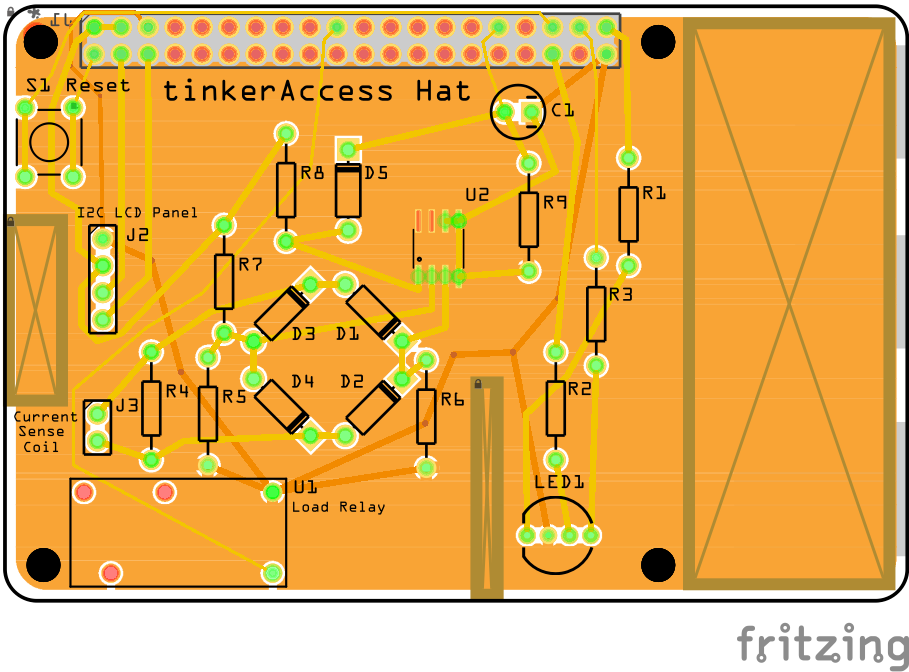 J1
S1 Reset
tinkerAccess Hat
C1
R8
D5
U2
R9
R1
I2C LCD Panel
J2
R7
R3
D3
D1
D4
D2
J3
R4
R5
R6
R2
Current
Sense
Coil
U1
Load Relay
LED1
fritzing